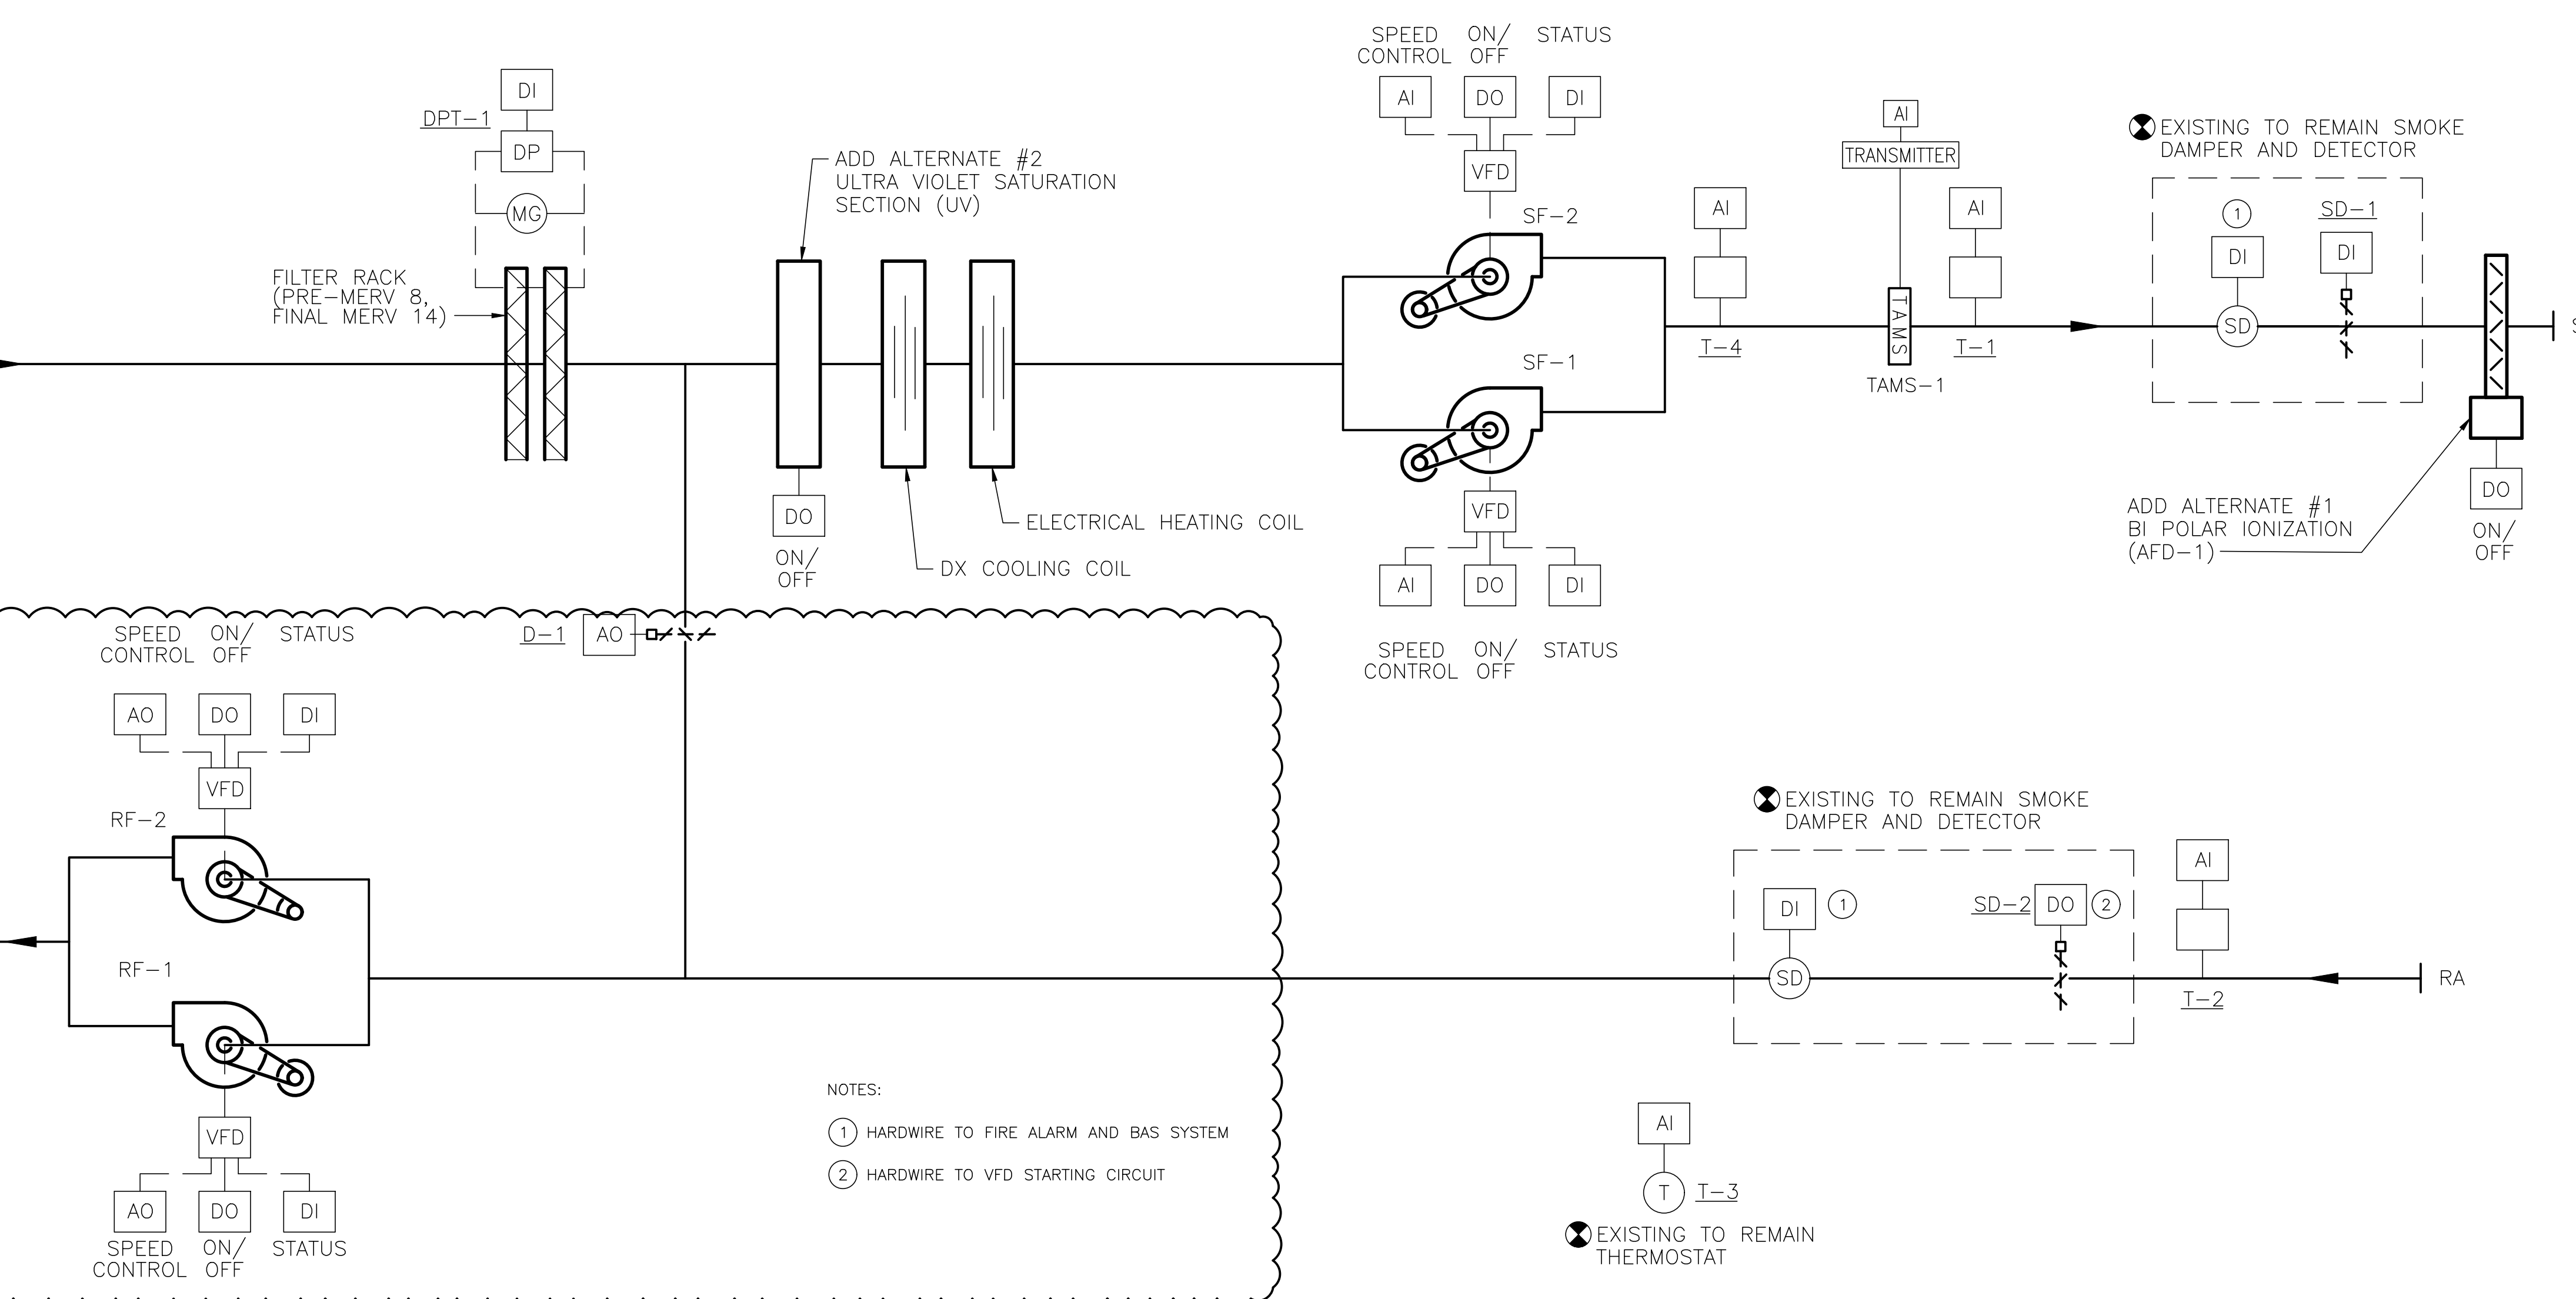 SPEED CONTROL
ON/ OFF
STATUS
AI
DO
DI
VFD
SF-2
DI
DPT-1
DP
MG
FILTER RACK
(PRE-MERV 8,
FINAL MERV 14)
ADD ALTERNATE #2
ULTRA VIOLET SATURATION
SECTION (UV)
DO
ON/
OFF
DX COOLING COIL
ELECTRICAL HEATING COIL
SF-1
VFD
AI
DO
DI
SPEED CONTROL
ON/ OFF
STATUS
AI
T-4
AI
TRANSMITTER
TAMS
TAMS-1
AI
T-1
EXISTING TO REMAIN SMOKE
DAMPER AND DETECTOR
1
DI
SD
SD-1
DI
ADD ALTERNATE #1
BI POLAR IONIZATION
(AFD-1)
DO
ON/
OFF
D-1
AO
SPEED CONTROL
ON/ OFF
STATUS
AO
DO
DI
VFD
RF-2
RF-1
VFD
AO
DO
DI
SPEED CONTROL
ON/ OFF
STATUS
NOTES:
1 HARDWIRE TO FIRE ALARM AND BAS SYSTEM
2 HARDWIRE TO VFD STARTING CIRCUIT
EXISTING TO REMAIN SMOKE
DAMPER AND DETECTOR
DI
1
SD
SD-2
DO
2
AI
T-2
RA
AI
T
T-3
EXISTING TO REMAIN
THERMOSTAT